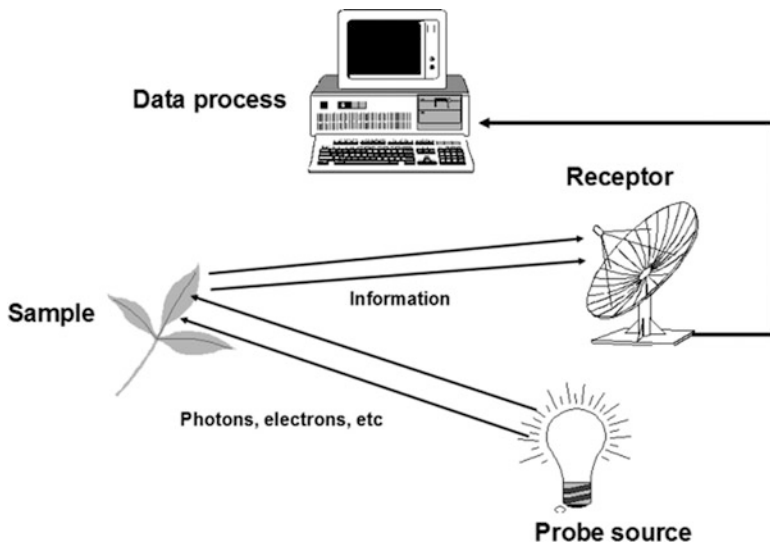 Data process
Receptor
Information
Sample
Photons, electrons, etc
Probe source